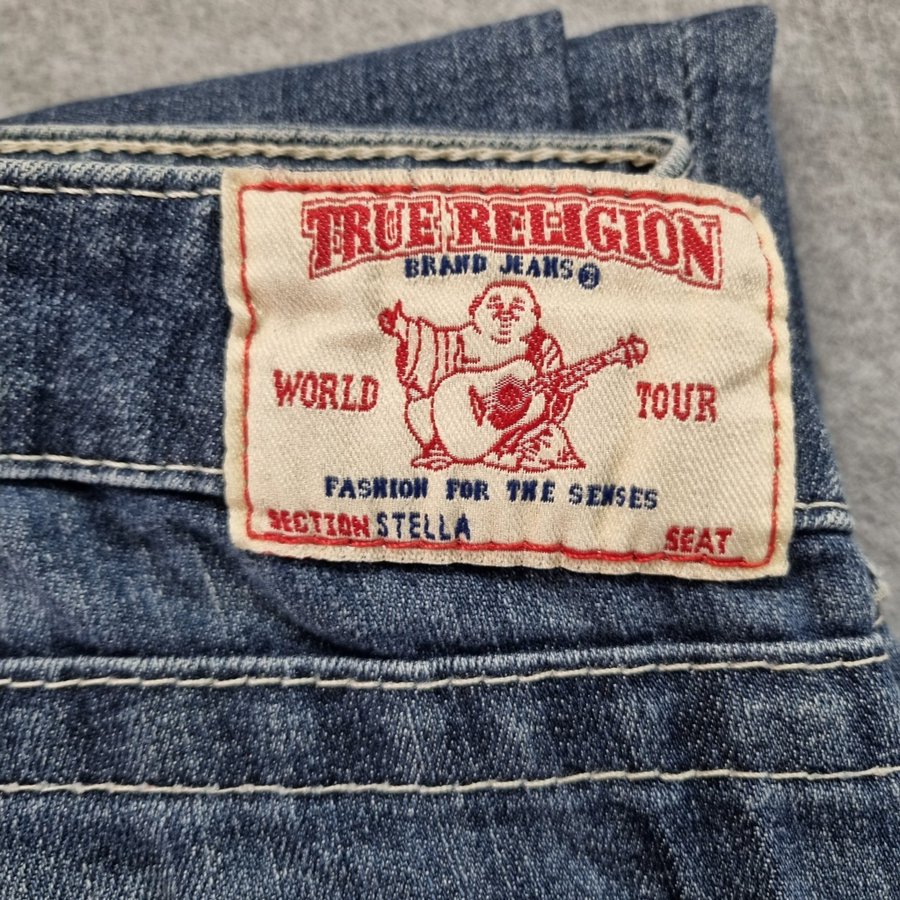 TRUE RELIGION
BRAND JEANS®
WORLD TOUR
FASHION FOR THE SENSES
SECTION STELLA SEAT